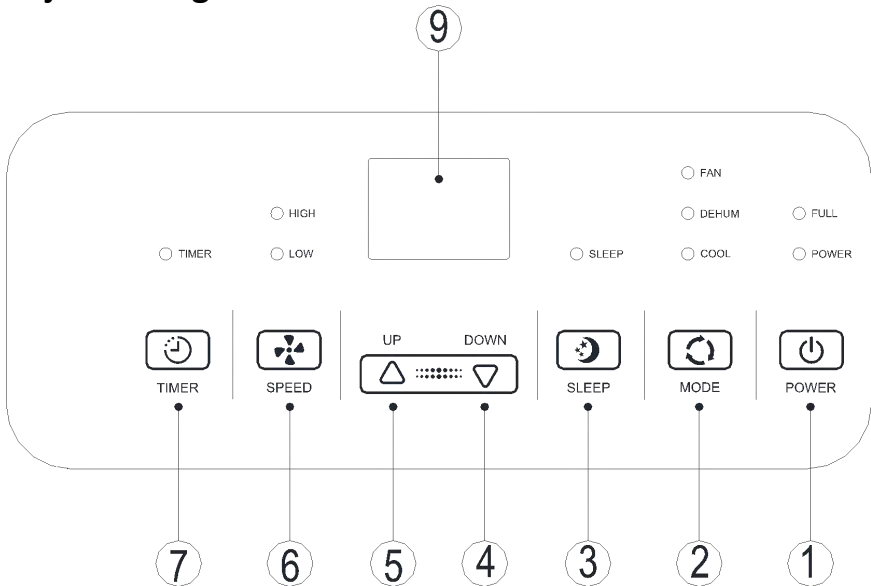 9
FAN
HIGH DEHUM FULL
TIMER LOW SLEEP COOL POWER
UP DOWN
TIMER SPEED SLEEP MODE POWER
7 6 5 4 3 2 1